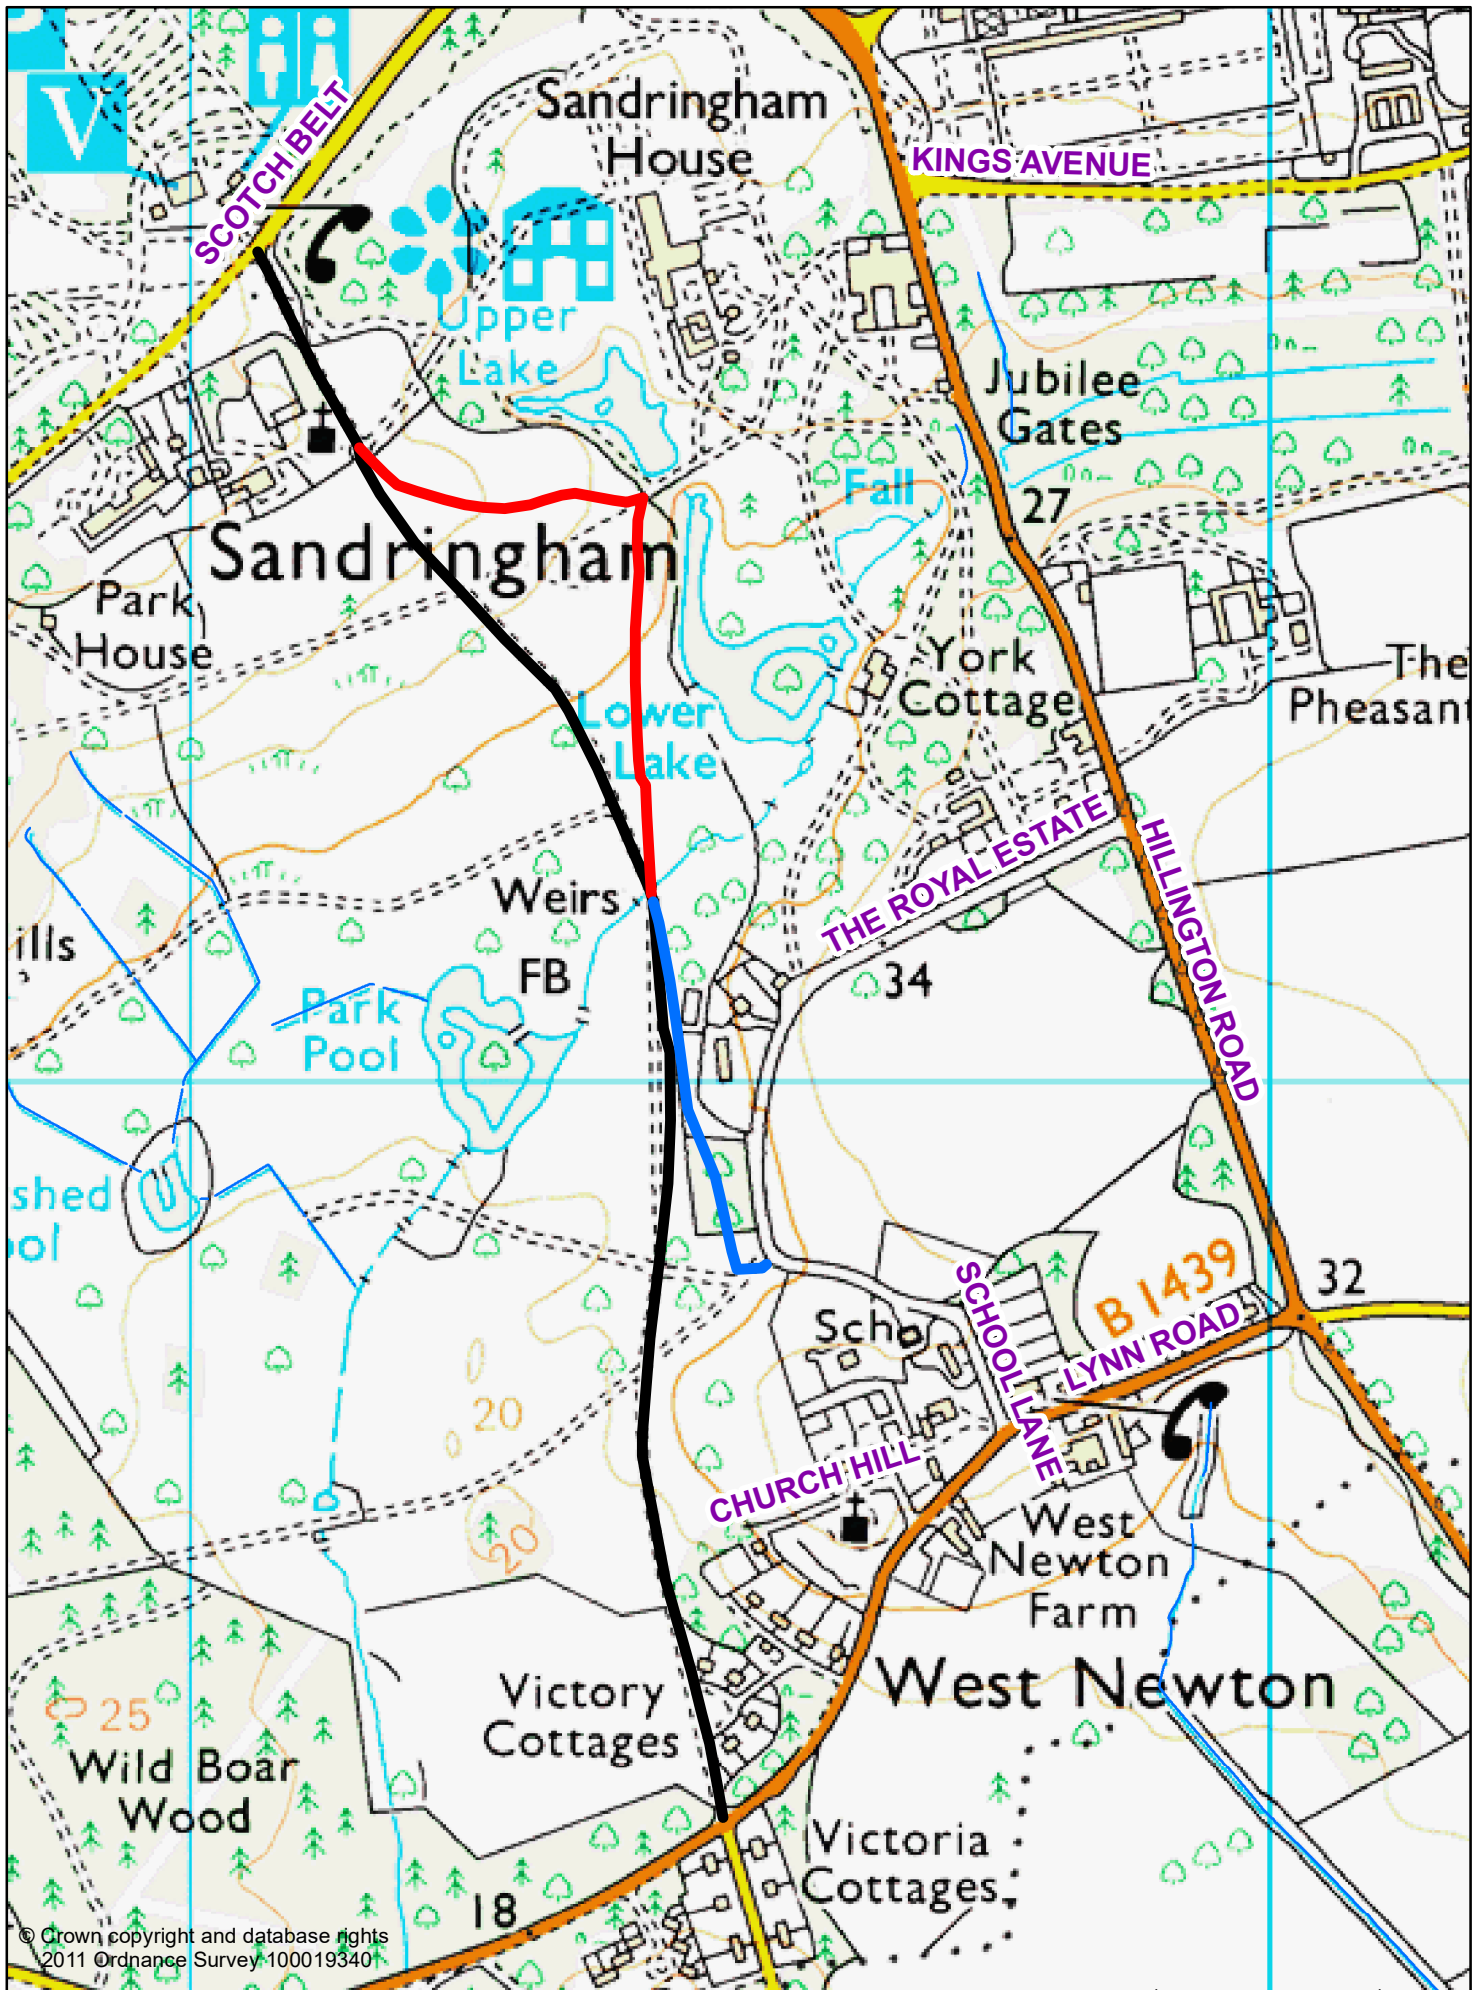 V
SCOTCH BELT
Sandringham
House
KINGS AVENUE
Upper
Lake
Jubilee
Gates
Fall
27
Sandringham
Park
House
York
Cottage
The
Pheasant
Lower
Lake
THE ROYAL ESTATE
HILLINGTON ROAD
Weirs
ills
FB
34
Park
Pool
shed
ool
B 1439
32
SCHOOL LANE
LYNN ROAD
Scho
20
CHURCH HILL
20
West
Newton
Farm
Victory
Cottages
West Newton
25
Wild Boar
Wood
Victoria
Cottages
18
© Crown copyright and database rights
2011 Ordnance Survey 100019340